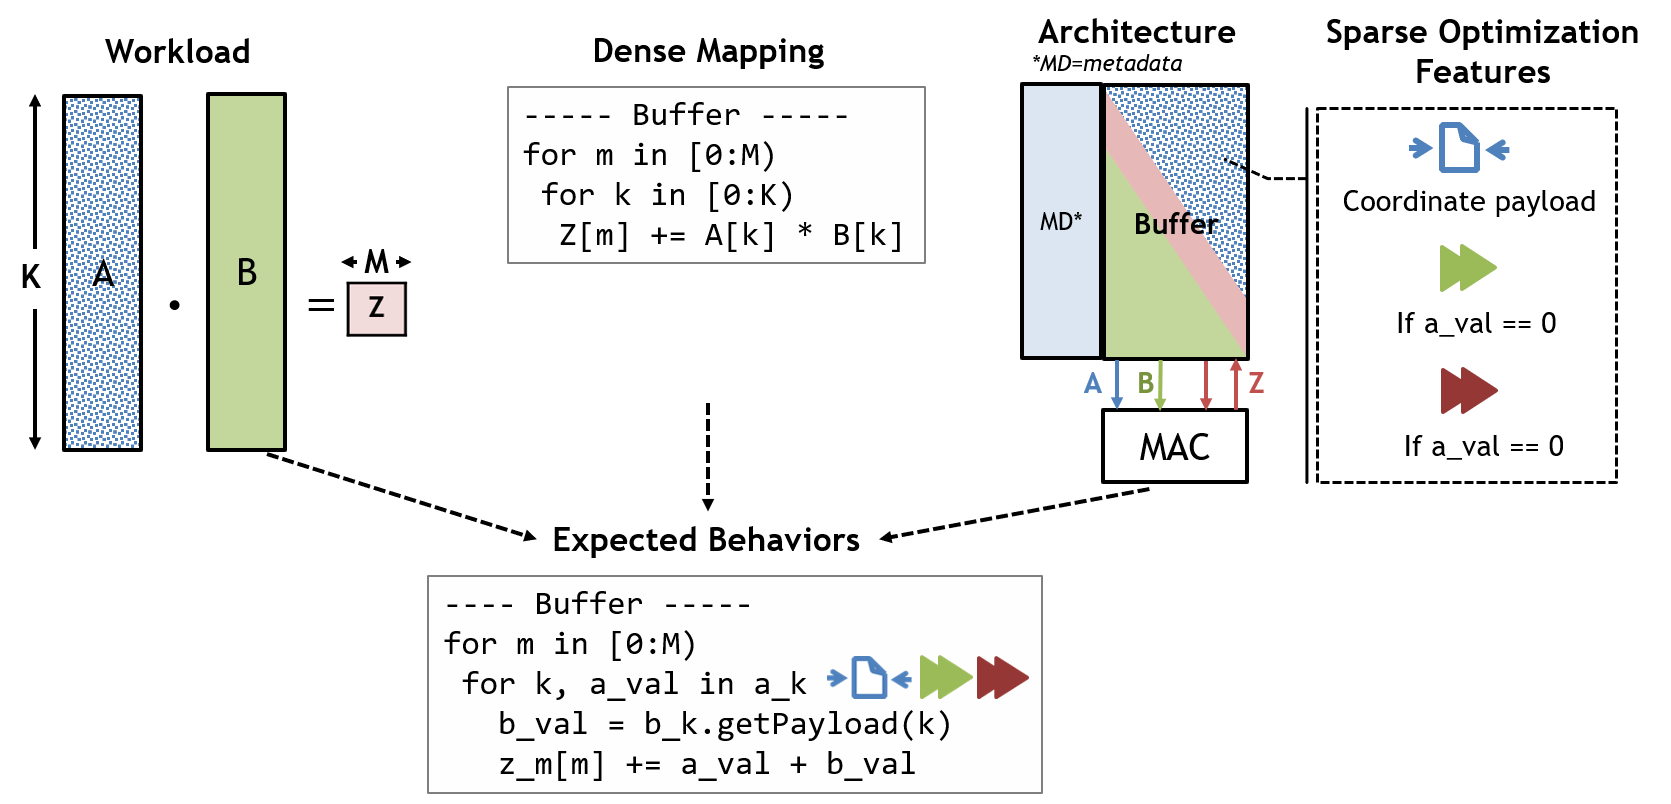 Workload
K
A
B
·
=
M
Z
Dense Mapping
----- Buffer -----
for m in [0:M)
for k in [0:K)
Z[m] += A[k] * B[k]
Architecture
*MD=metadata
MD*
Buffer
A
B
Z
MAC
Sparse Optimization
Features
Coordinate payload
If a_val == 0
If a_val == 0
Expected Behaviors
---- Buffer -----
for m in [0:M)
for k, a_val in a_k
b_val = b_k.getPayload(k)
z_m[m] += a_val + b_val